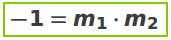 −1 = m₁ · m₂